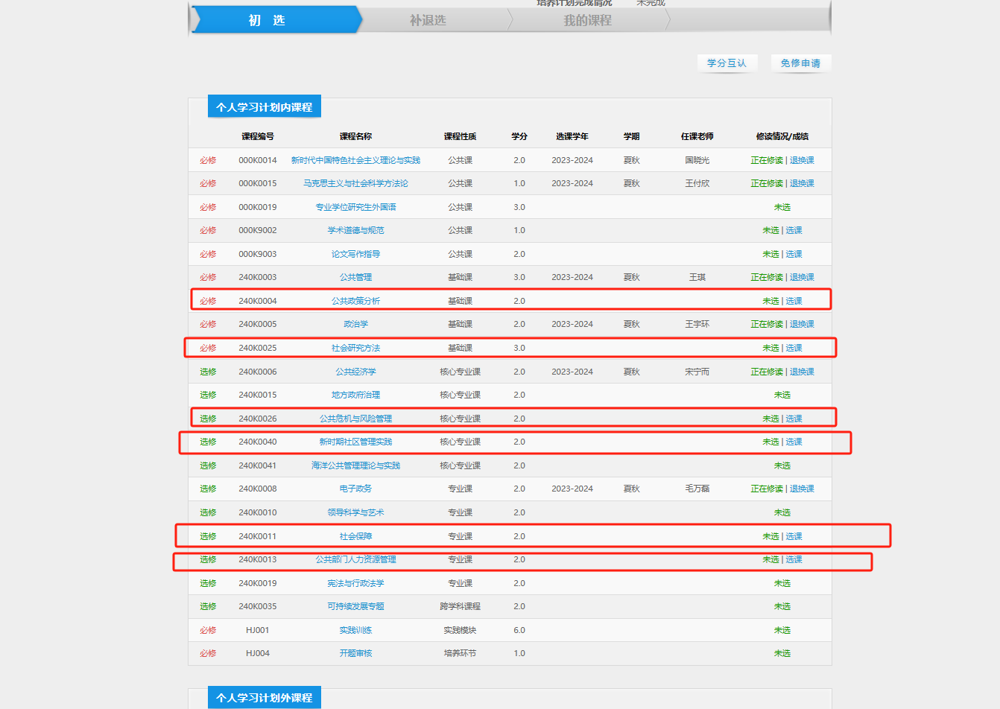 培养计划完成情况 未完成
初 选 补退选 我的课程
学分互认 免修申请
个人学习计划内课程
课程编号 课程名称 课程性质 学分 选课学年 学期 任课老师 修读情况/成绩
必修 000K0014 新时代中国特色社会主义理论与实践 公共课 2.0 2023-2024 夏秋 国晓光 正在修读 | 退换课
必修 000K0015 马克思主义与社会科学方法论 公共课 1.0 2023-2024 夏秋 王付欣 正在修读 | 退换课
必修 000K0019 专业学位研究生外国语 公共课 3.0 未选
必修 000K9002 学术道德与规范 公共课 1.0 未选 | 选课
必修 000K9003 论文写作指导 公共课 2.0 未选 | 选课
必修 240K0003 公共管理 基础课 3.0 2023-2024 夏秋 王琪 正在修读 | 退换课
必修 240K0004 公共政策分析 基础课 2.0 未选 | 选课
必修 240K0005 政治学 基础课 2.0 2023-2024 夏秋 王宇环 正在修读 | 退换课
必修 240K0025 社会研究方法 基础课 3.0 未选 | 选课
选修 240K0006 公共经济学 核心专业课 2.0 2023-2024 夏秋 宋宁而 正在修读 | 退换课
选修 240K0015 地方政府治理 核心专业课 2.0 未选
选修 240K0026 公共危机与风险管理 核心专业课 2.0 未选 | 选课
选修 240K0040 新时期社区管理实践 核心专业课 2.0 未选 | 选课
选修 240K0041 海洋公共管理理论与实践 核心专业课 2.0 未选
选修 240K0008 电子政务 专业课 2.0 2023-2024 夏秋 毛万磊 正在修读 | 退换课
选修 240K0010 领导科学与艺术 专业课 2.0 未选
选修 240K0011 社会保障 专业课 2.0 未选 | 选课
选修 240K0013 公共部门人力资源管理 专业课 2.0 未选 | 选课
选修 240K0019 宪法与行政法学 专业课 2.0 未选
选修 240K0035 可持续发展专题 跨学科课程 2.0 未选
必修 HJ001 实践训练 实践模块 6.0 未选
必修 HJ004 开题审核 培养环节 1.0 未选
个人学习计划外课程